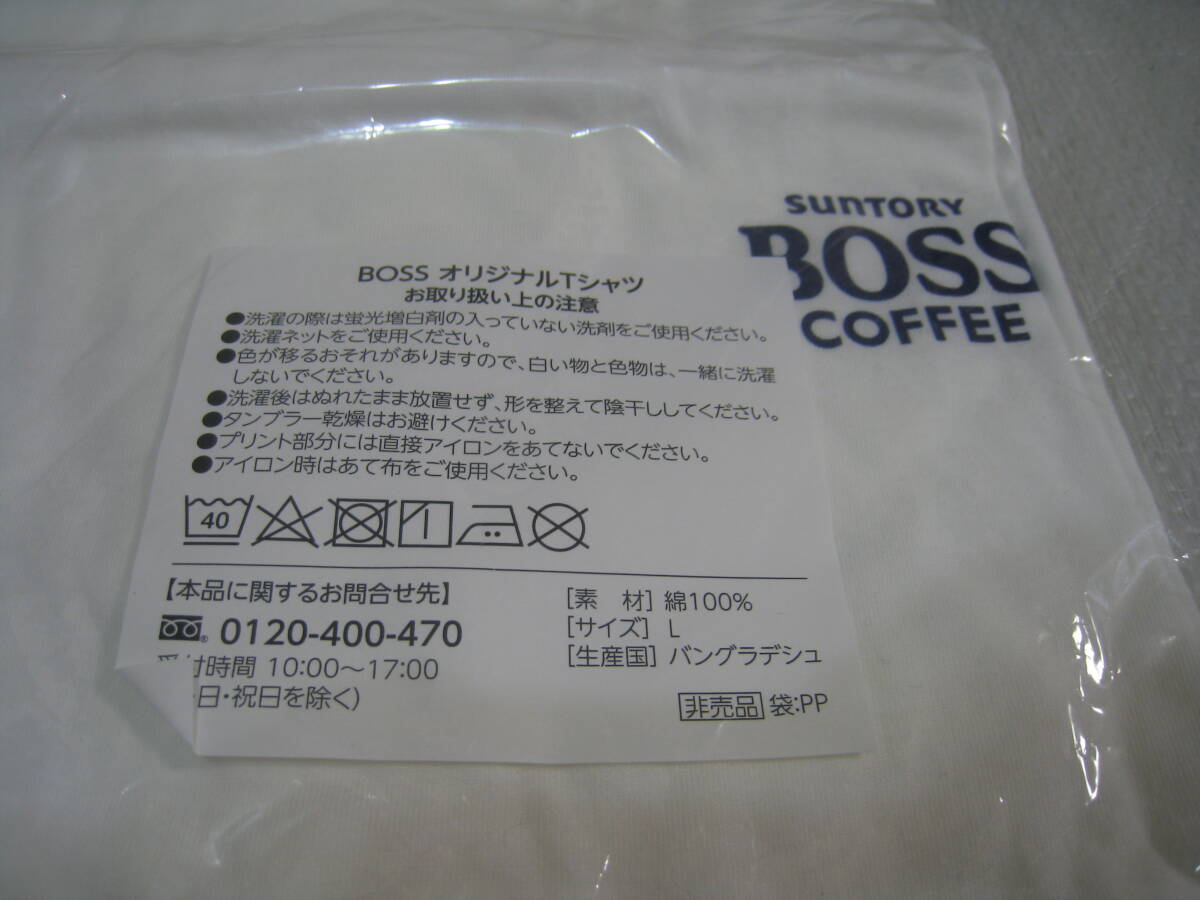 SUNTORY
BOSS
COFFEE
BOSS オリジナルTシャツ
お取り扱い上の注意
●洗濯の際は蛍光増白剤の入っていない洗剤をご使用ください。
●洗濯ネットをご使用ください。
●色が移るおそれがありますので、白い物と色物は、一緒に洗濯
しないでください。
●洗濯後はぬれたまま放置せず、形を整えて陰干ししてください。
●タンブラー乾燥はお避けください。
●プリント部分には直接アイロンをあてないでください。
●アイロン時はあて布をご使用ください。
40
【本品に関するお問合せ先】
0120-400-470
付時間 10:00〜17:00
日・祝日を除く)
[素 材] 綿100%
[サイズ] L
[生産国] バングラデシュ
非売品 袋:PP